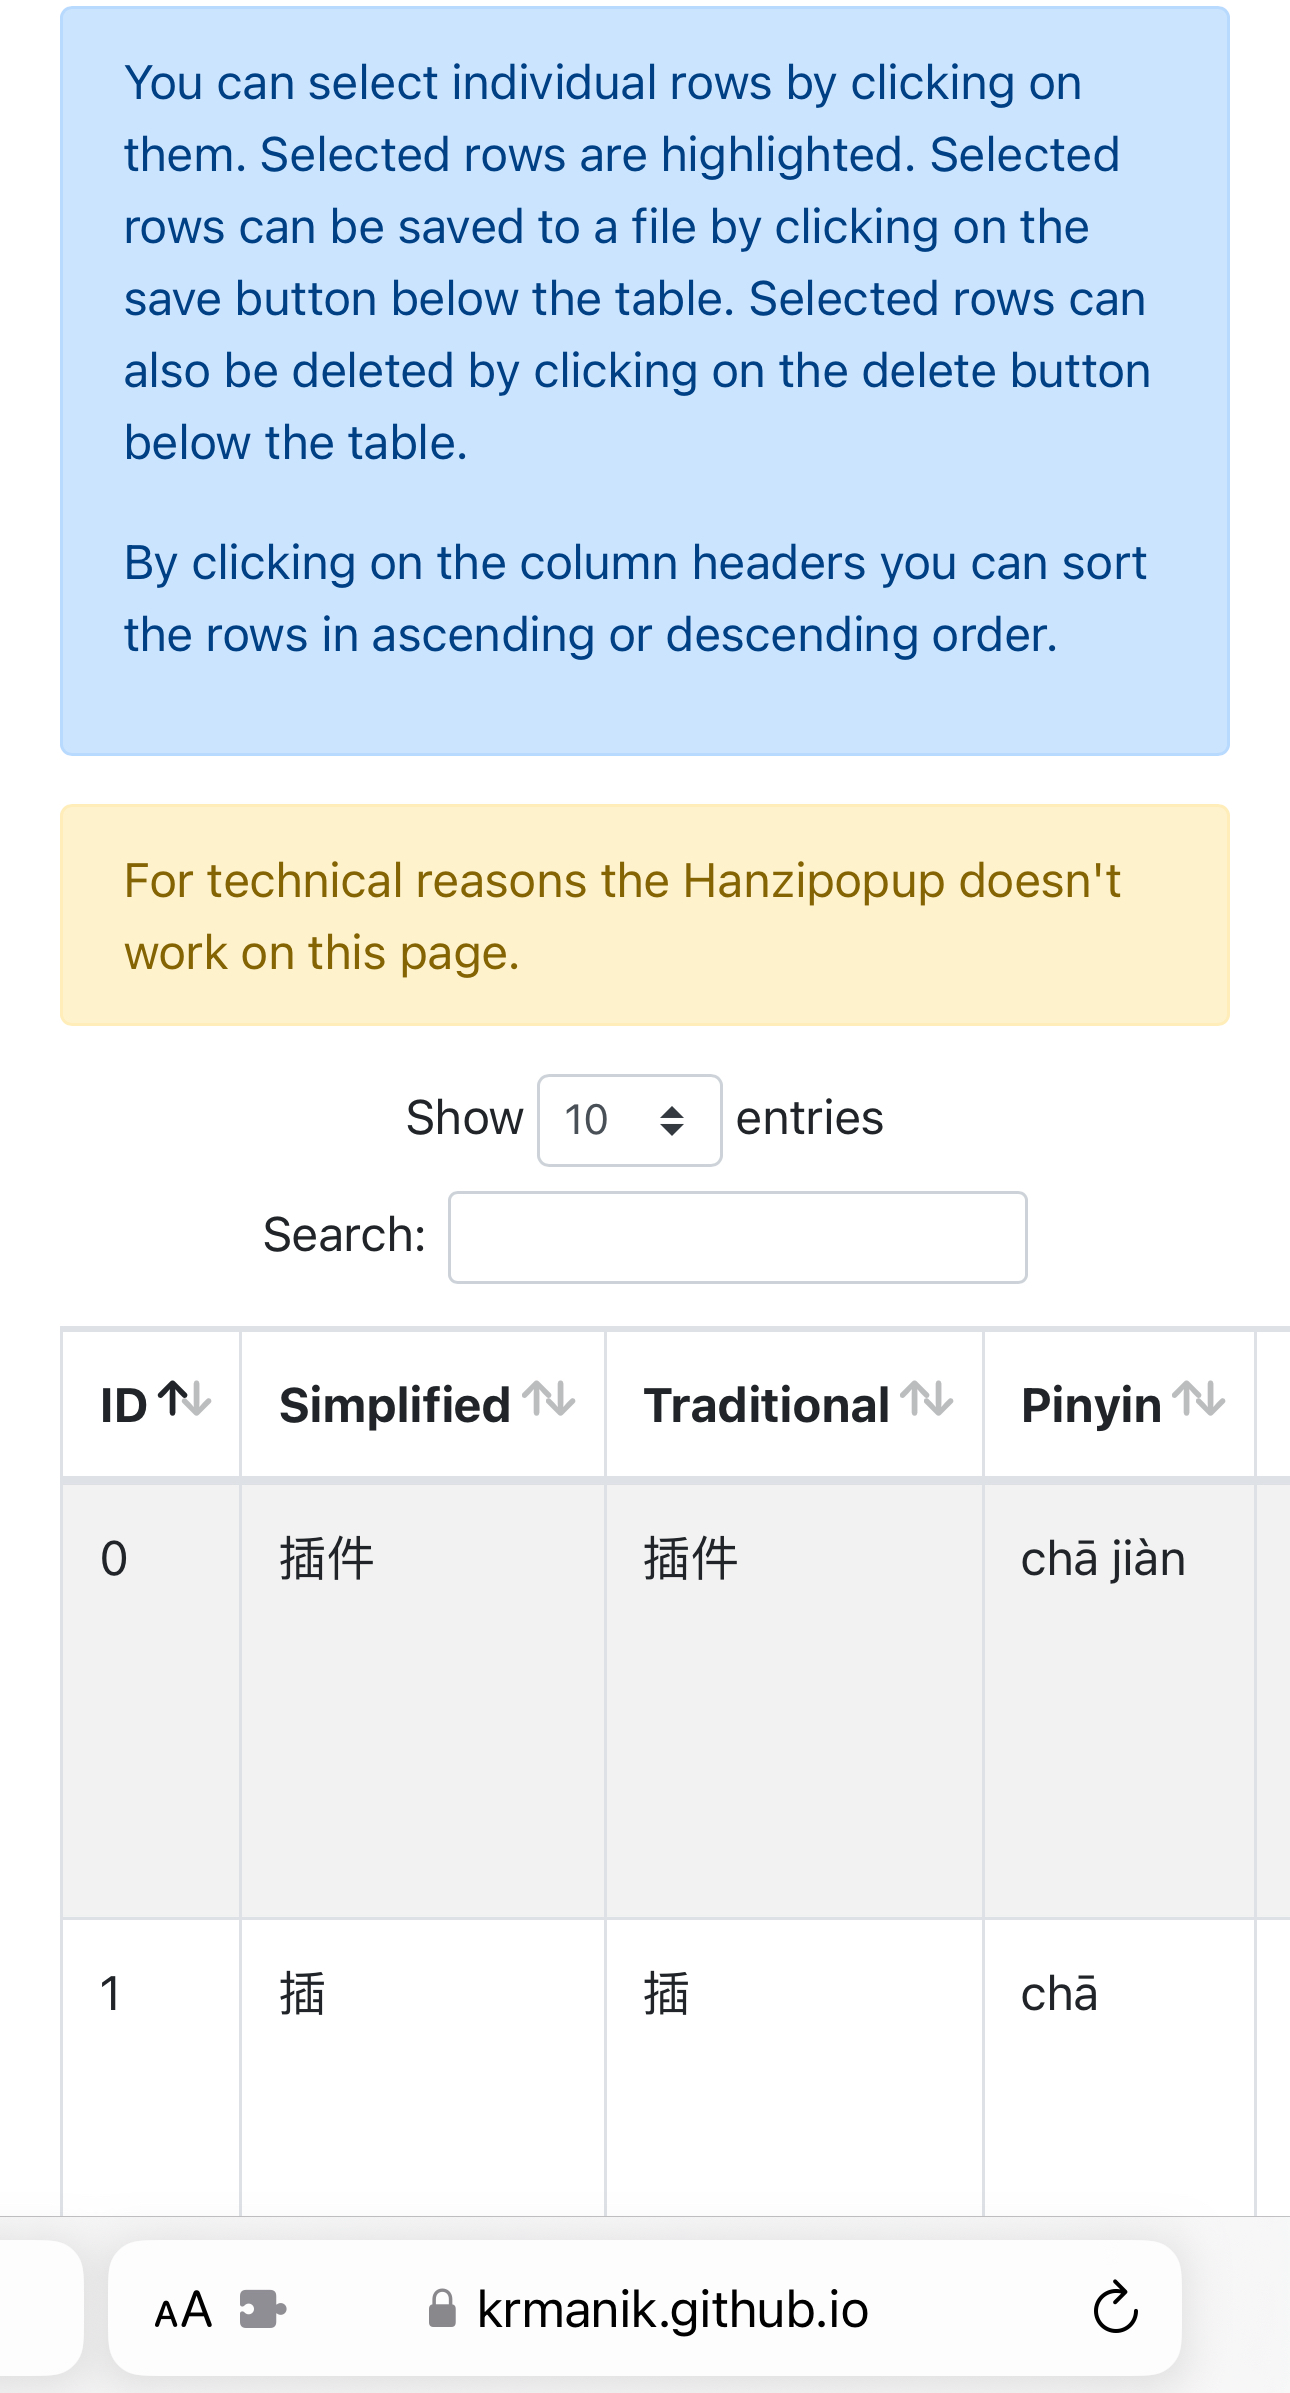 You can select individual rows by clicking on
them. Selected rows are highlighted. Selected
rows can be saved to a file by clicking on the
save button below the table. Selected rows can
also be deleted by clicking on the delete button
below the table.
By clicking on the column headers you can sort
the rows in ascending or descending order.
For technical reasons the Hanzipopup doesn't
work on this page.
Show 10 entries
Search:
ID Simplified Traditional Pinyin
0 插件 插件 chā jiàn
1 插 插 chā
AA krmanik.github.io